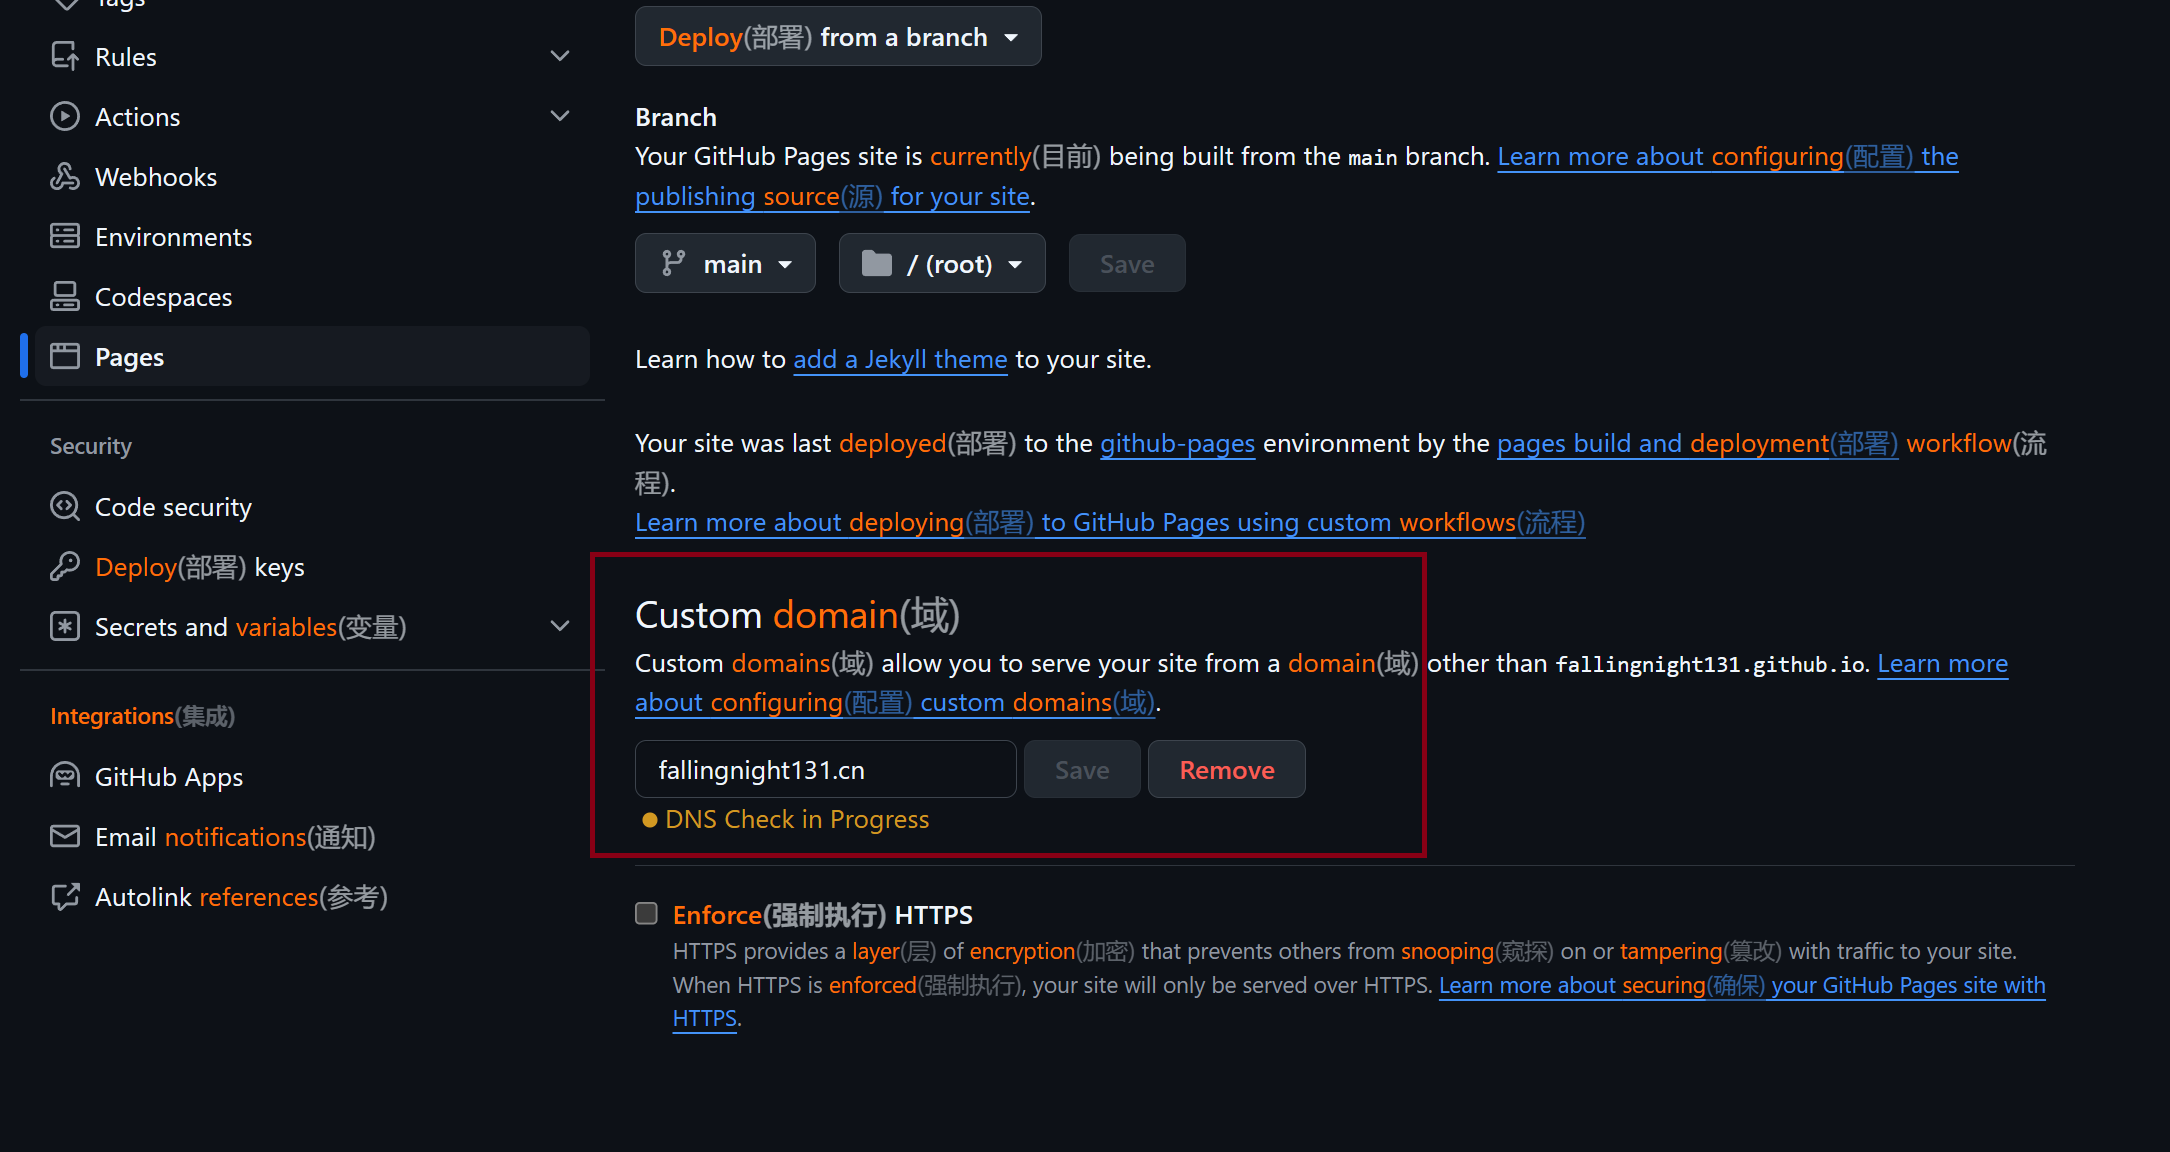 Tags
Rules
Actions
Webhooks
Environments
Codespaces
Pages
Security
Code security
Deploy(部署) keys
Secrets and variables(变量)
Integrations(集成)
GitHub Apps
Email notifications(通知)
Autolink references(参考)
Deploy(部署) from a branch
Branch
Your GitHub Pages site is currently(目前) being built from the main branch. Learn more about configuring(配置) the
publishing source(源) for your site.
main
/ (root)
Save
Learn how to add a Jekyll theme to your site.
Your site was last deployed(部署) to the github-pages environment by the pages build and deployment(部署) workflow(流
程).
Learn more about deploying(部署) to GitHub Pages using custom workflows(流程)
Custom domain(域)
Custom domains(域) allow you to serve your site from a domain(域) other than fallingnight131.github.io. Learn more
about configuring(配置) custom domains(域).
fallingnight131.cn
Save
Remove
DNS Check in Progress
Enforce(强制执行) HTTPS
HTTPS provides a layer(层) of encryption(加密) that prevents others from snooping(窥探) on or tampering(篡改) with traffic to your site.
When HTTPS is enforced(强制执行), your site will only be served over HTTPS. Learn more about securing(确保) your GitHub Pages site with
HTTPS.